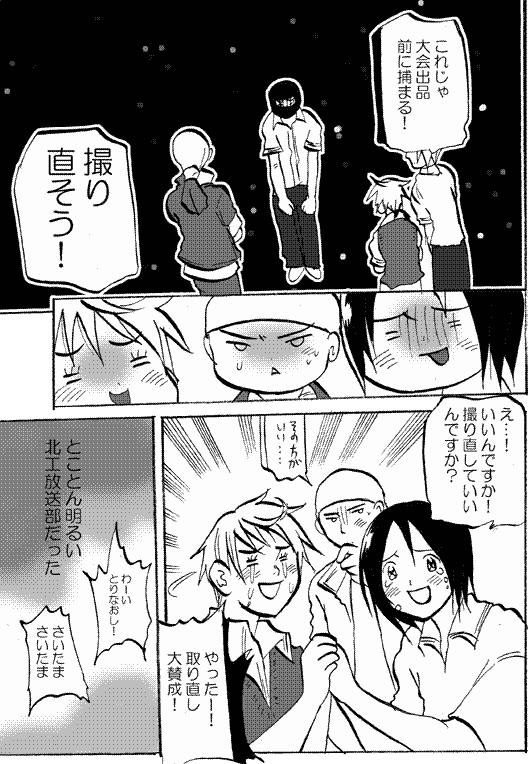 これじゃ
大会出品
前に捕まる！
撮り
直そう！
え…！
いいんですか！
撮り直していい
んですか？
その方が
いい‥‥
やったー！
取り直し
大賛成！
とことん明るい
北工放送部だった
わーい
とりなおし！
さいたま
さいたま